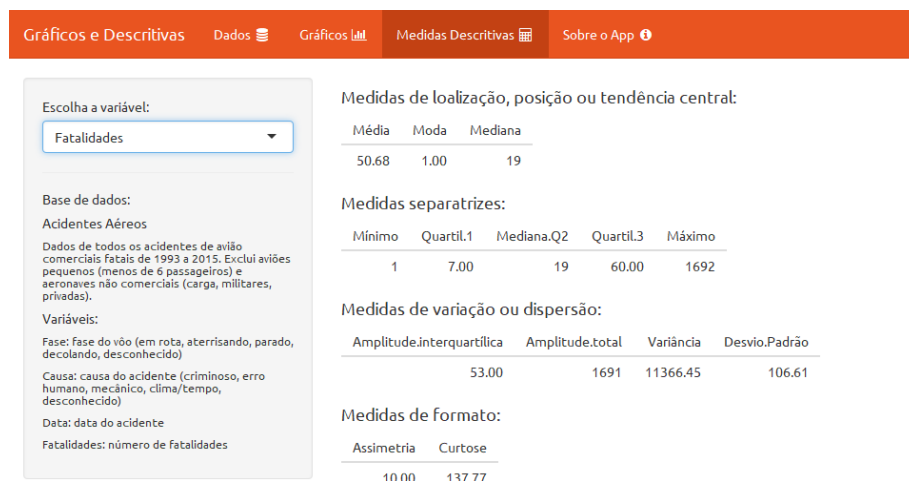 Gráficos e Descritivas Dados Gráficos Medidas Descritivas Sobre o App
Escolha a variável:
Fatalidades
Base de dados:
Acidentes Aéreos
Dados de todos os acidentes de avião
comerciais fatais de 1993 a 2015. Exclui aviões
pequenos (menos de 6 passageiros) e
aeronaves não comerciais (carga, militares,
privadas).
Variáveis:
Fase: fase do vôo (em rota, aterrisando, parado,
decolando, desconhecido)
Causa: causa do acidente (criminoso, erro
humano, mecânico, clima/tempo,
desconhecido)
Data: data do acidente
Fatalidades: número de fatalidades
Medidas de loalização, posição ou tendência central:
Média Moda Mediana
50.68 1.00 19
Medidas separatrizes:
Mínimo Quartil.1 Mediana.Q2 Quartil.3 Máximo
1 7.00 19 60.00 1692
Medidas de variação ou dispersão:
Amplitude.interquartílica Amplitude.total Variância Desvio.Padrão
53.00 1691 11366.45 106.61
Medidas de formato:
Assimetria Curtose
10.00 137.77